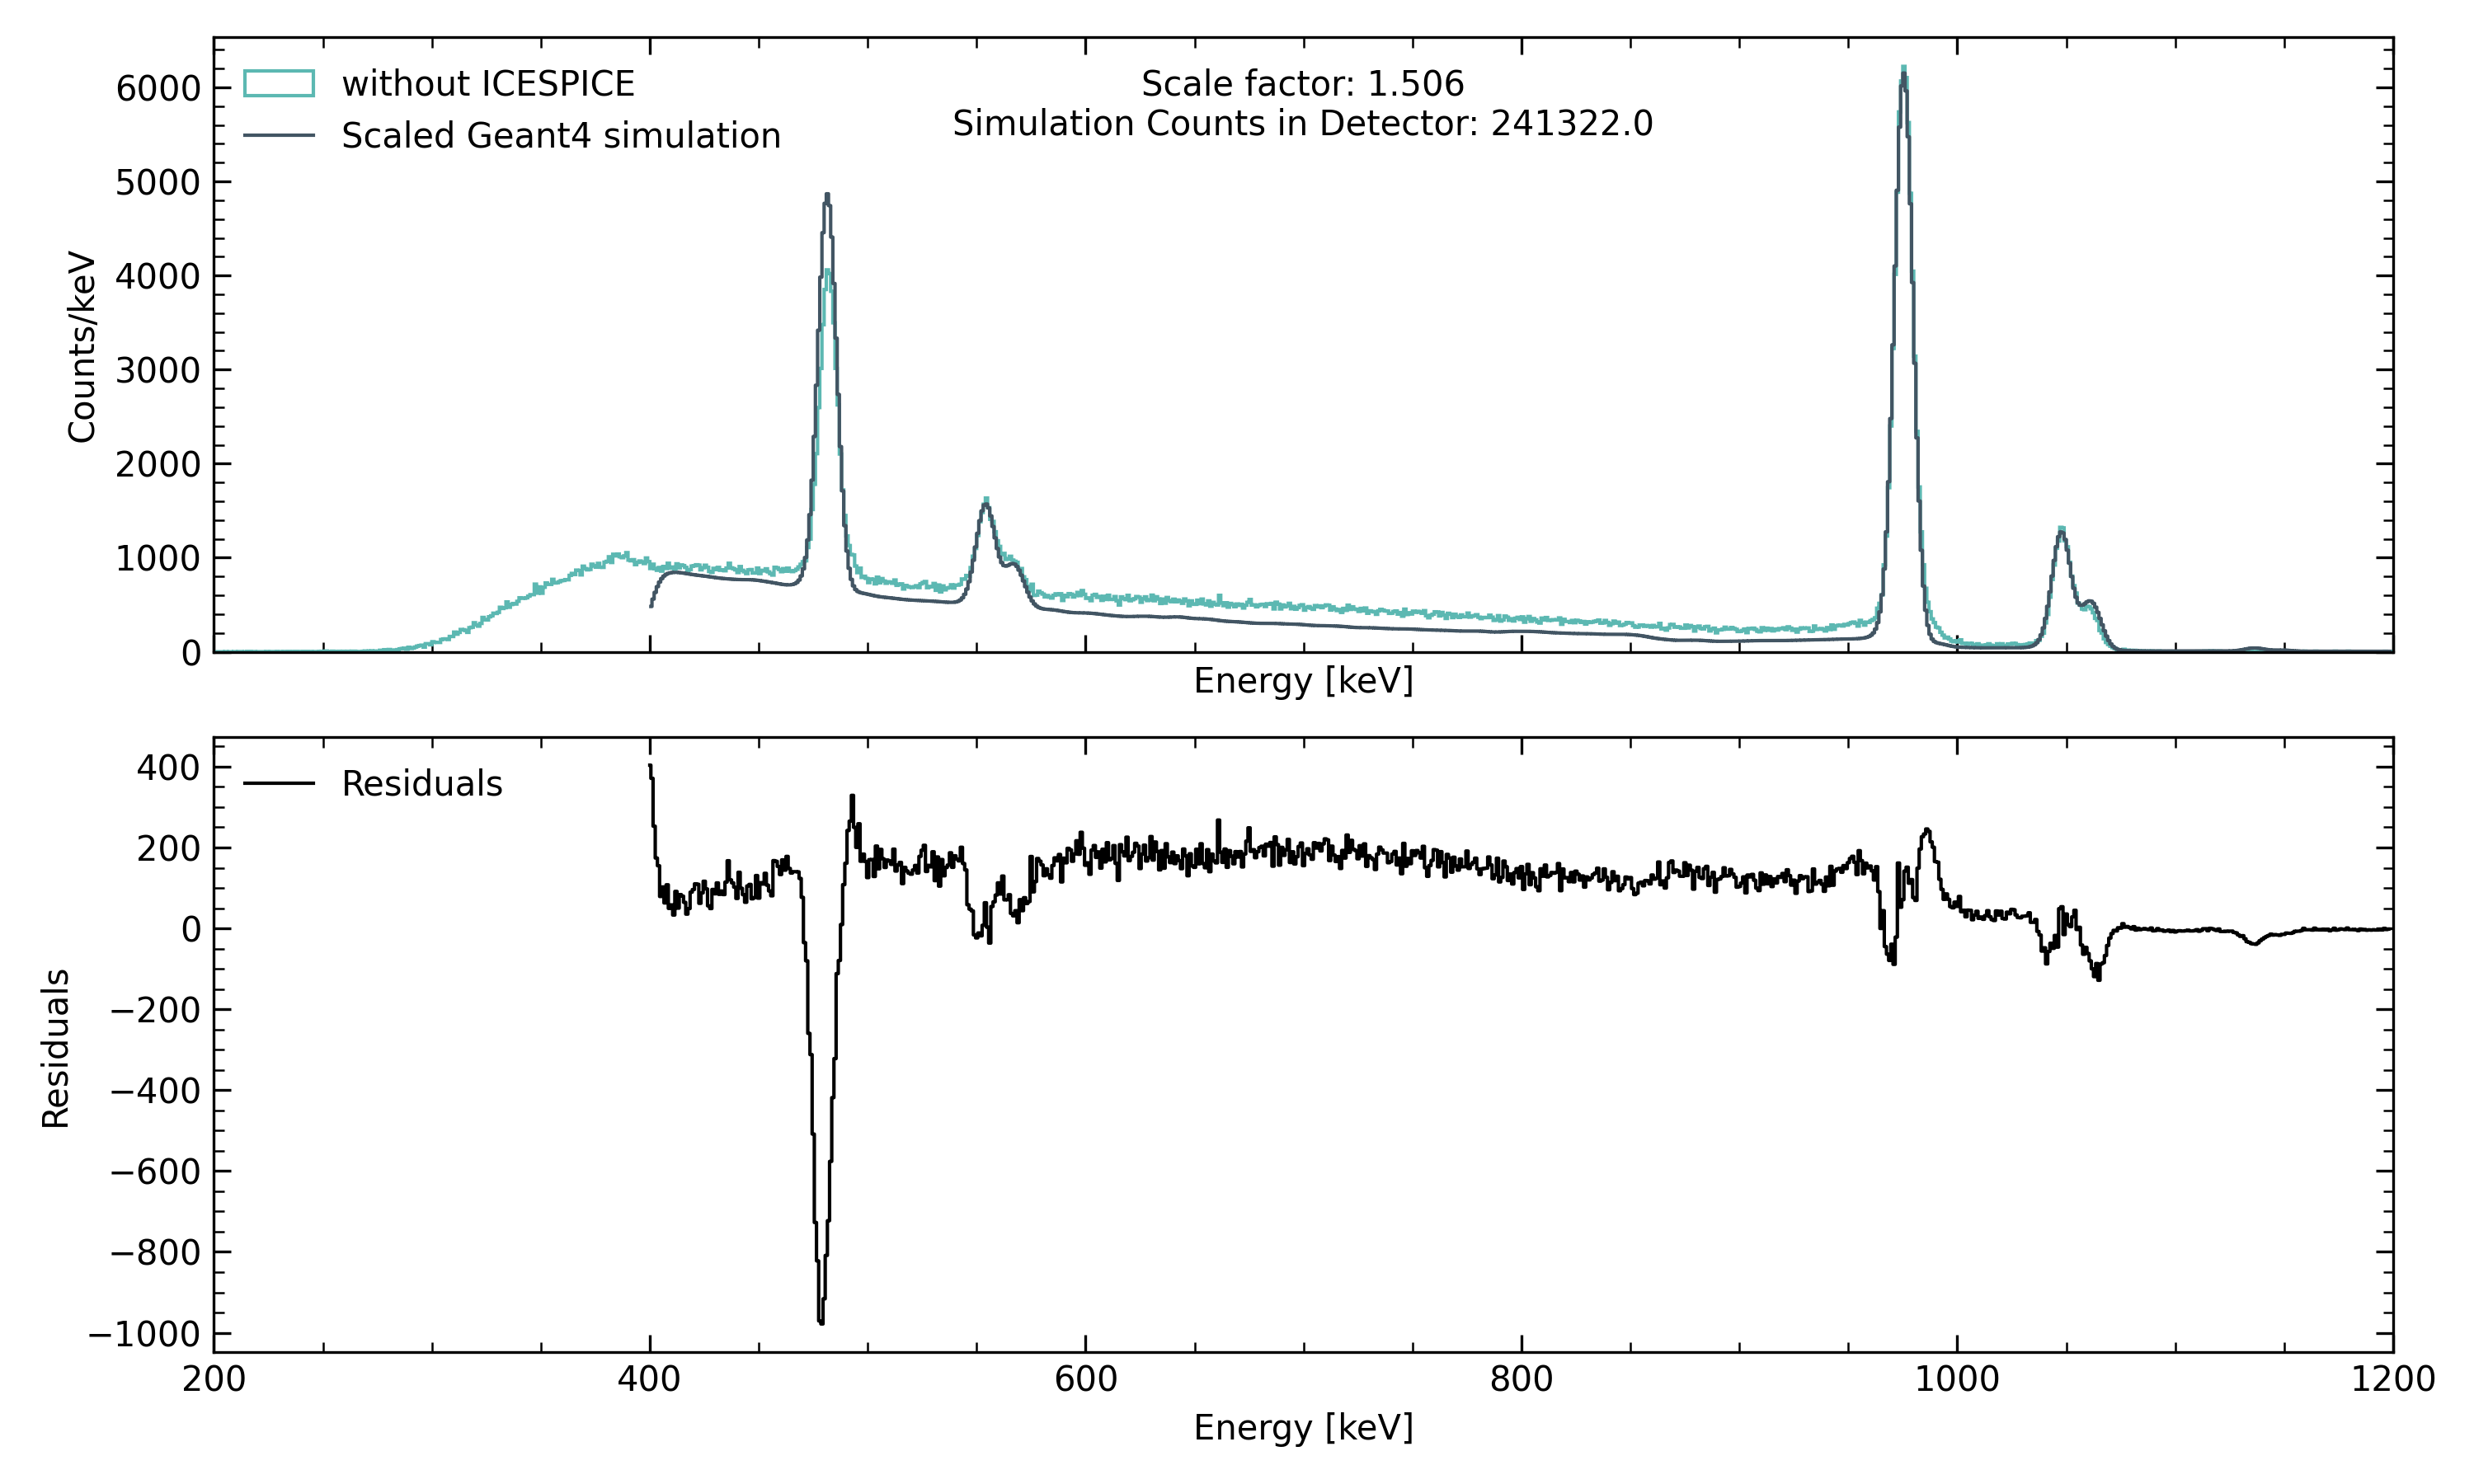 without ICESPICE
Scaled Geant4 simulation
Scale factor: 1.506
Simulation Counts in Detector: 241322.0
Counts/keV
6000
5000
4000
3000
2000
1000
0
Energy [keV]
Residuals
Residuals
400
200
0
−200
−400
−600
−800
−1000
200
400
600
800
1000
1200
Energy [keV]